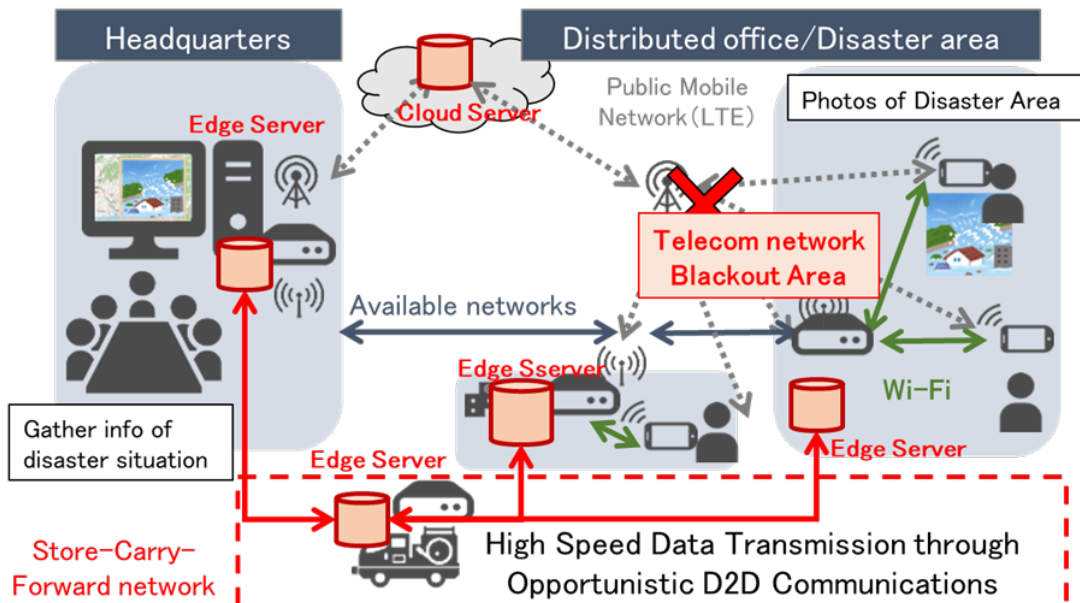 Headquarters
Distributed office/Disaster area
Public Mobile
Network(LTE)
Photos of Disaster Area
Edge Server
Cloud Server
Telecom network
Blackout Area
Available networks
Edge Sserver
Wi-Fi
Gather info of
disaster situation
Edge Server
Edge Server
Store-Carry-
Forward network
High Speed Data Transmission through
Opportunistic D2D Communications